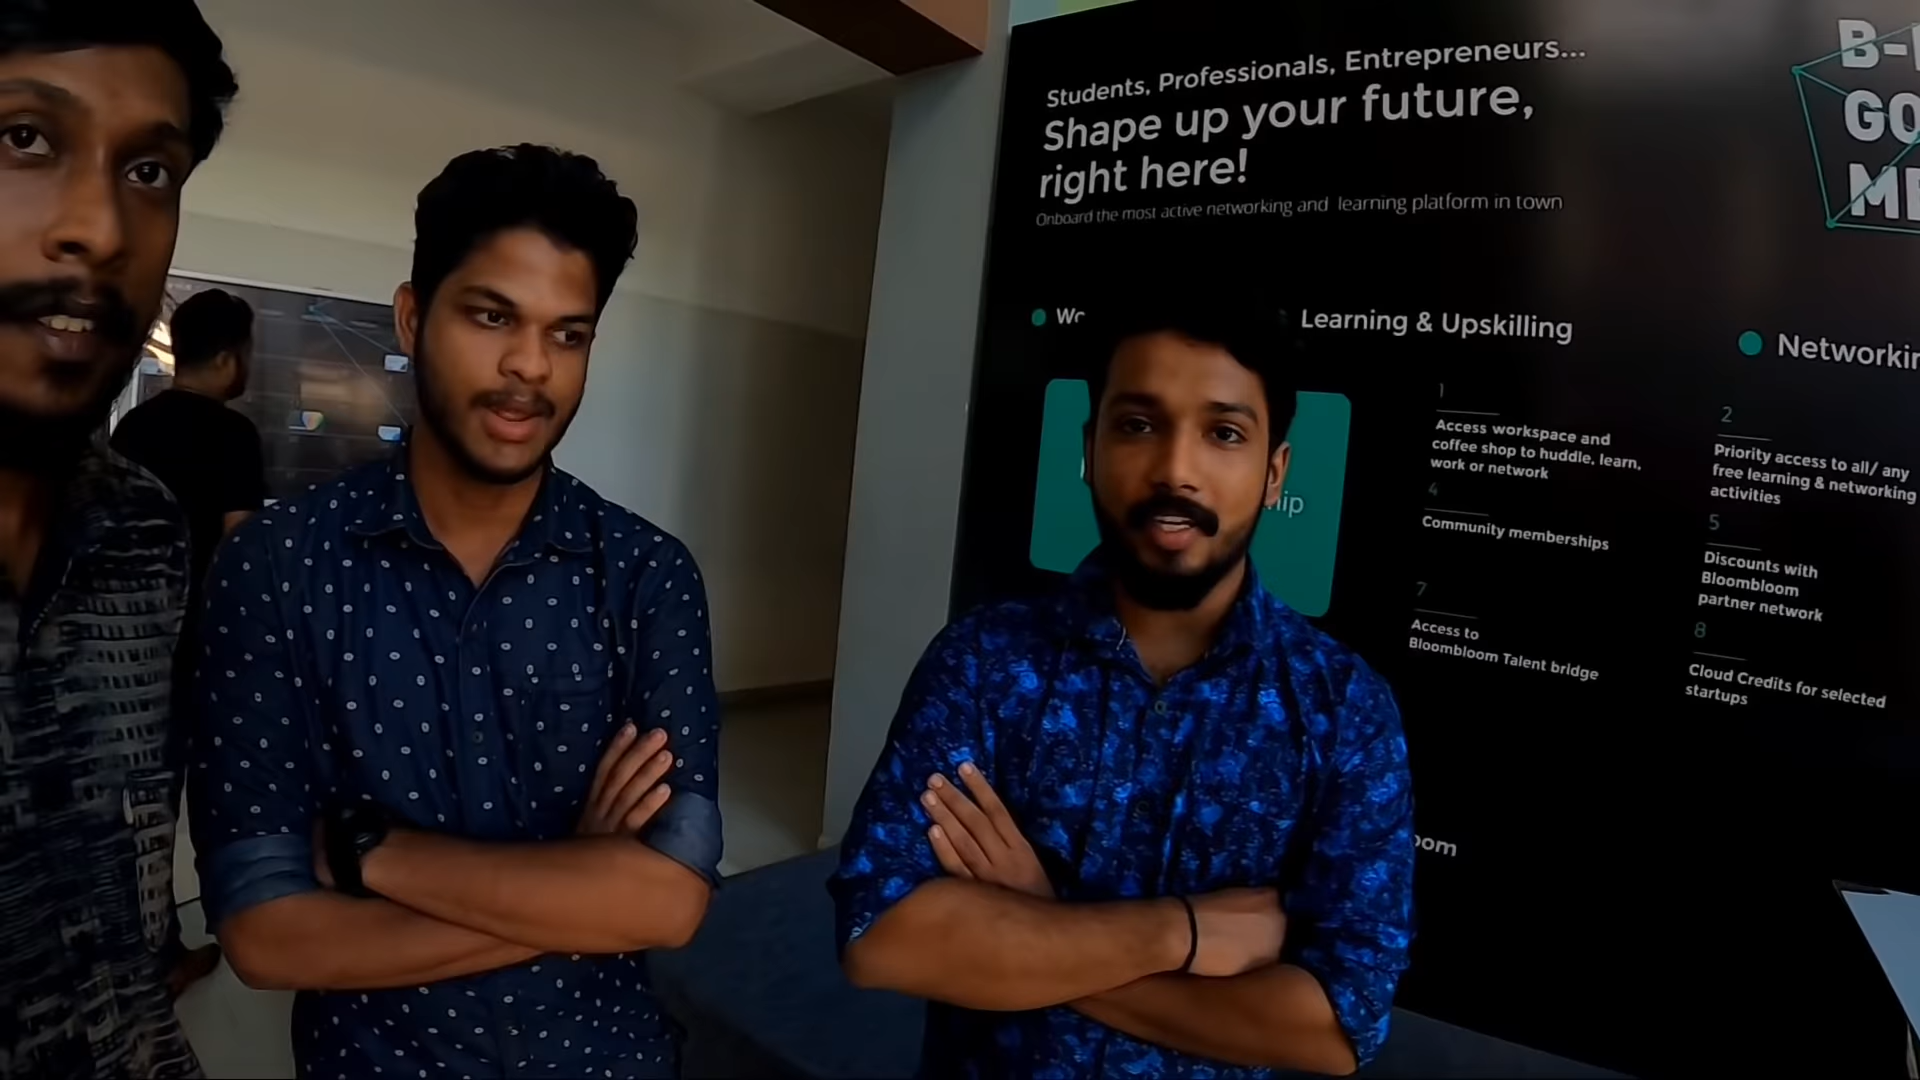 Students, Professionals, Entrepreneurs...
Shape up your future,
right here!
Onboard the most active networking and learning platform in town
B-
GO
Learning & Upskilling
1
Access workspace and
coffee shop to huddle, learn,
work or network
4
Community memberships
7
Access to
Bloombloom Talent bridge
2
Priority access to all/ any
free learning & networking
activities
5
Discounts with
Bloombloom
partner network
8
Cloud Credits for selected
startups